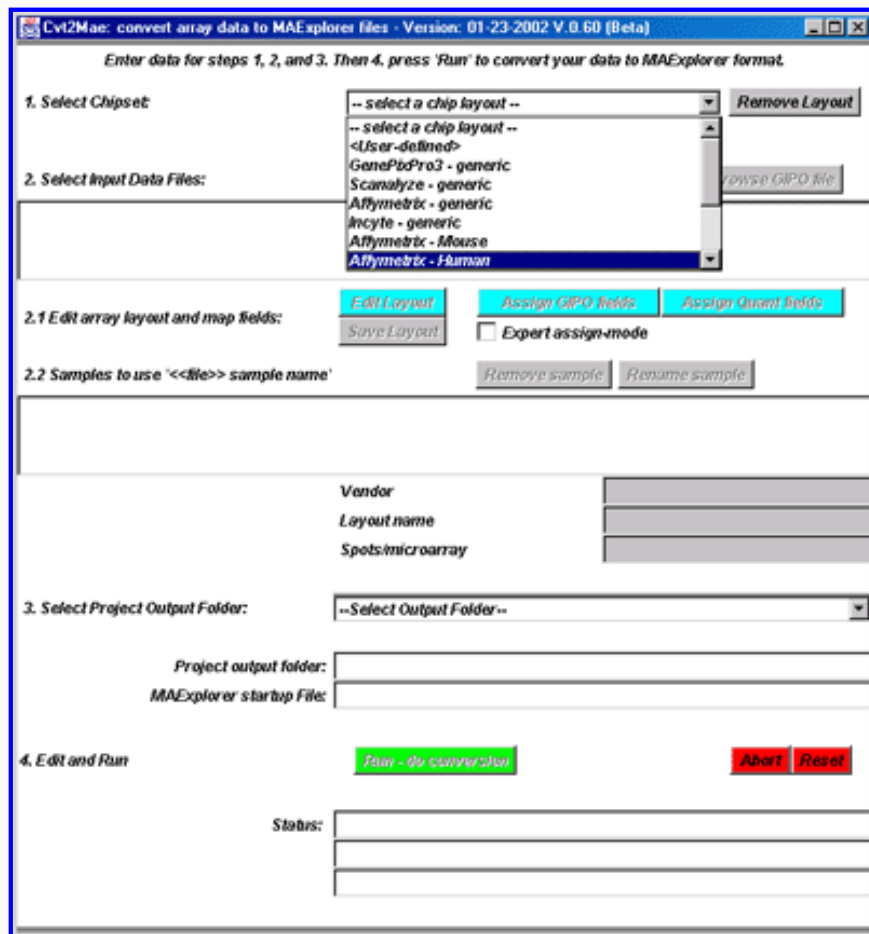 Cvt2Mae: convert array data to MAExplorer files - Version: 01-23-2002 V.0.60 (Beta)
Enter data for steps 1, 2, and 3. Then 4. press 'Run' to convert your data to MAExplorer format.
1. Select Chipset:
-- select a chip layout --
Remove Layout
-- select a chip layout --
<User-defined>
GenePixPro3 - generic
Scanalyze - generic
Affymetrix - generic
Incyte - generic
Affymetrix - Mouse
Affymetrix - Human
2. Select Input Data Files:
rowse GIPO file
2.1 Edit array layout and map fields:
Edit Layout
Assign GIPO fields
Assign Quant fields
Save Layout
Expert assign-mode
2.2 Samples to use '<<file>> sample name'
Remove sample
Rename sample
Vendor
Layout name
Spots/microarray
3. Select Project Output Folder:
--Select Output Folder--
Project output folder:
MAExplorer startup File:
4. Edit and Run
Run - do conversion
Abort
Reset
Status: